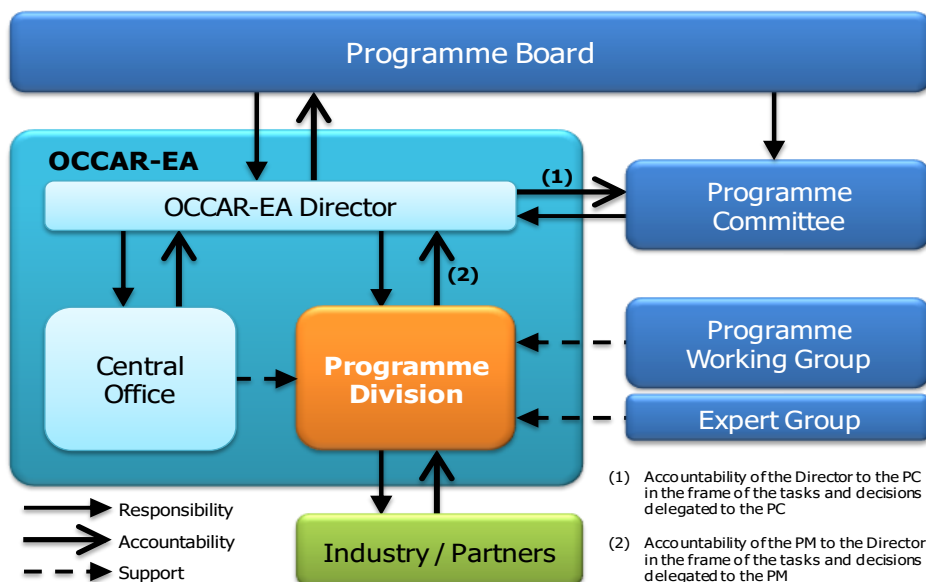 Programme Board
OCCAR-EA
(1)
OCCAR-EA Director
Programme
Committee
(2)
Central
Office
Programme
Division
Programme
Working Group
Expert Group
Industry / Partners
Responsibility
Accountability
Support
(1) Accountability of the Director to the PC
in the frame of the tasks and decisions
delegated to the PC
(2) Accountability of the PM to the Director
in the frame of the tasks and decisions
delegated to the PM